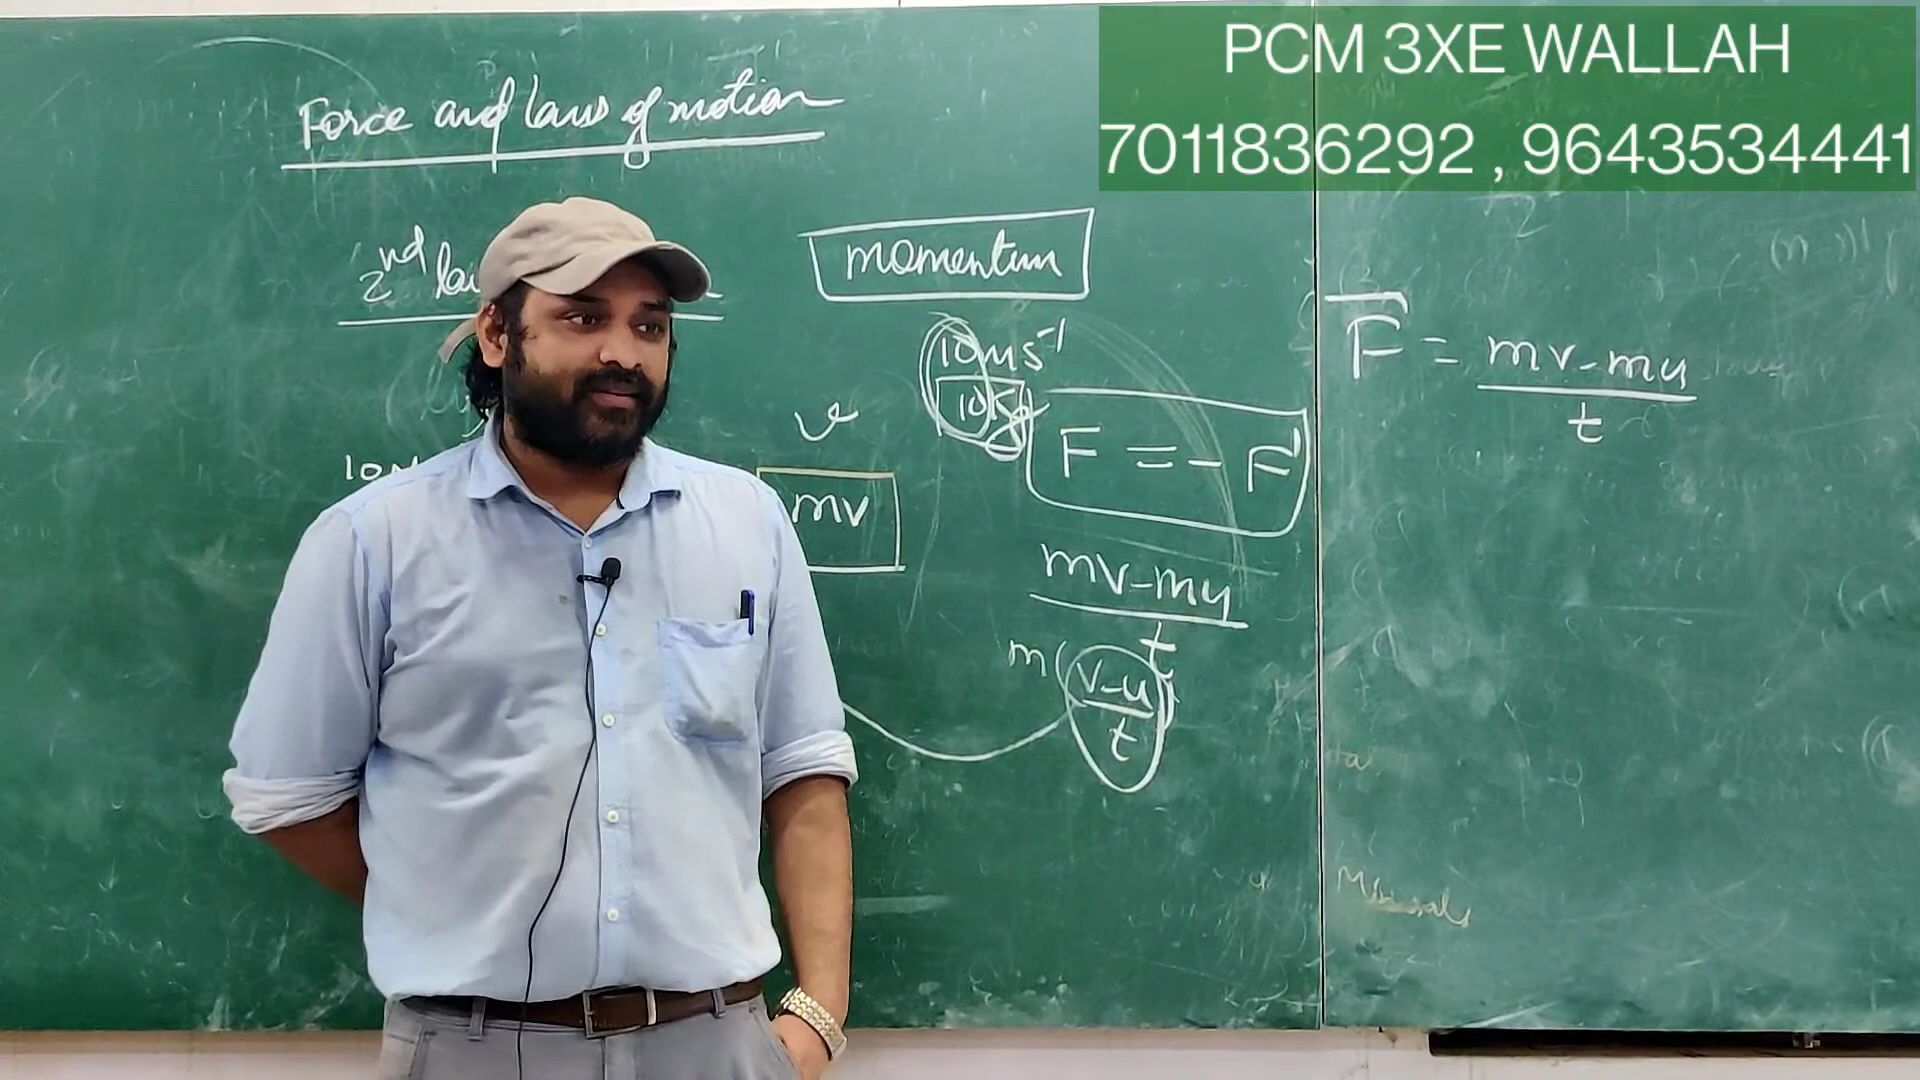 PCM 3XE WALLAH
7011836292 , 9643534441
Force and laws of motion
2nd
momentum
10ms⁻¹
10kg
v
mv
F = - F
mv-mu
t
m(v-u
t)
F = mv-mu
t